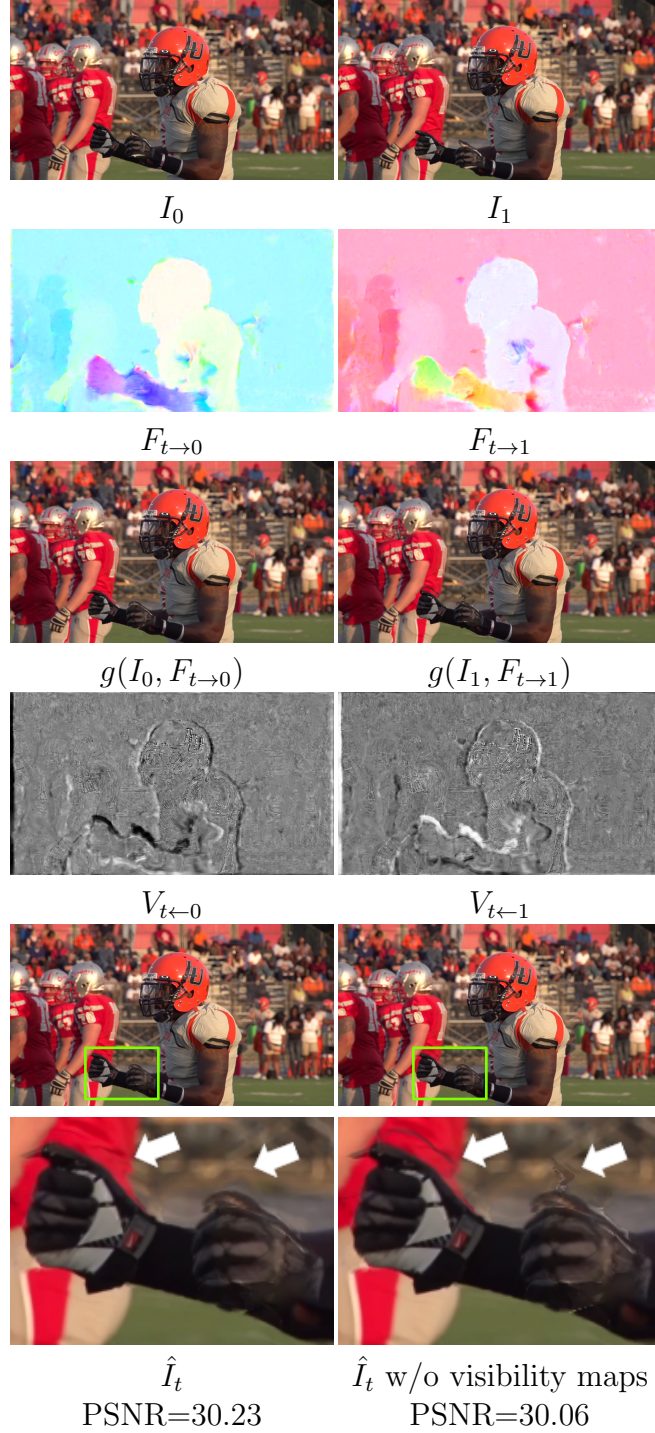 I_0 I_1
F_{t→0} F_{t→1}
g(I_0, F_{t→0}) g(I_1, F_{t→1})
V_{t←0} V_{t←1}
Î_t Î_t w/o visibility maps
PSNR=30.23 PSNR=30.06